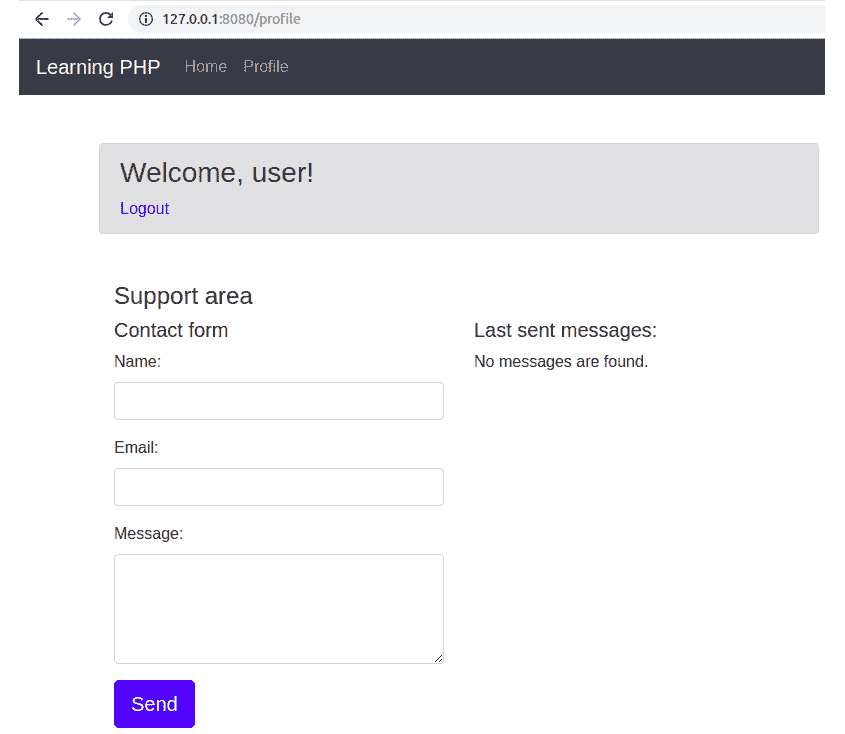 127.0.0.1:8080/profile
Learning PHP Home Profile
Welcome, user!
Logout
Support area
Contact form
Name:
Email:
Message:
Send
Last sent messages:
No messages are found.